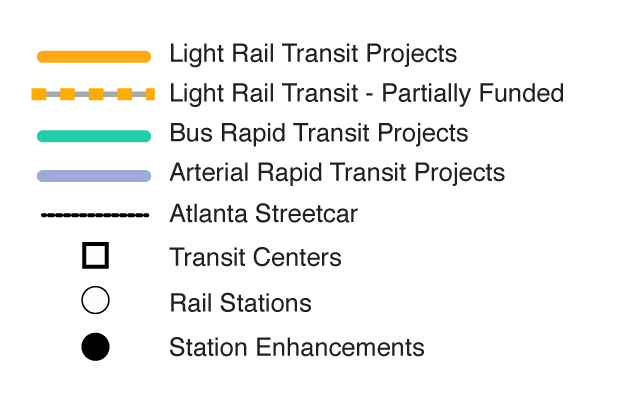 Light Rail Transit Projects
Light Rail Transit - Partially Funded
Bus Rapid Transit Projects
Arterial Rapid Transit Projects
Atlanta Streetcar
Transit Centers
Rail Stations
Station Enhancements